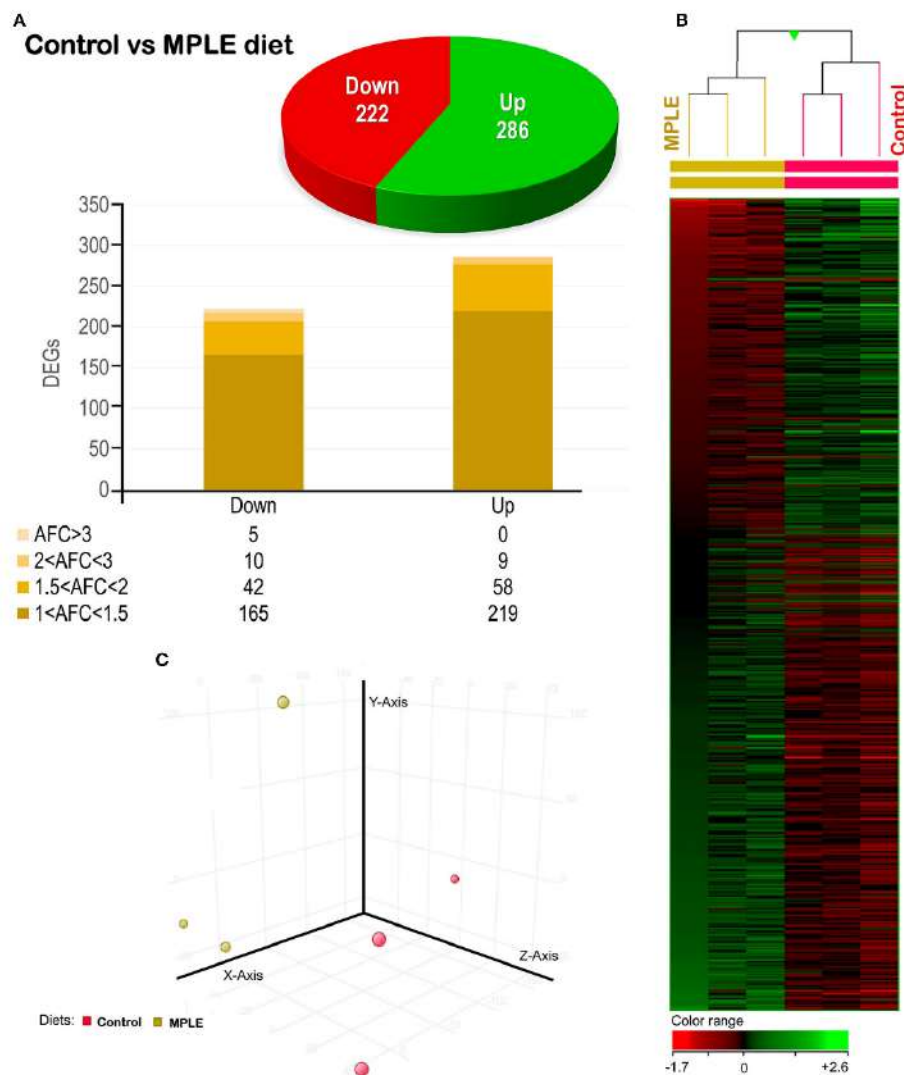 A
Control vs MPLE diet
Down
222
Up
286
350
300
250
200
150
100
50
0
DEGs
Down Up
AFC>3 5 0
2<AFC<3 10 9
1.5<AFC<2 42 58
1<AFC<1.5 165 219
B
MPLE
Control
Color range
-1.7 0 +2.6
C
Y-Axis
X-Axis
Z-Axis
Diets: Control MPLE